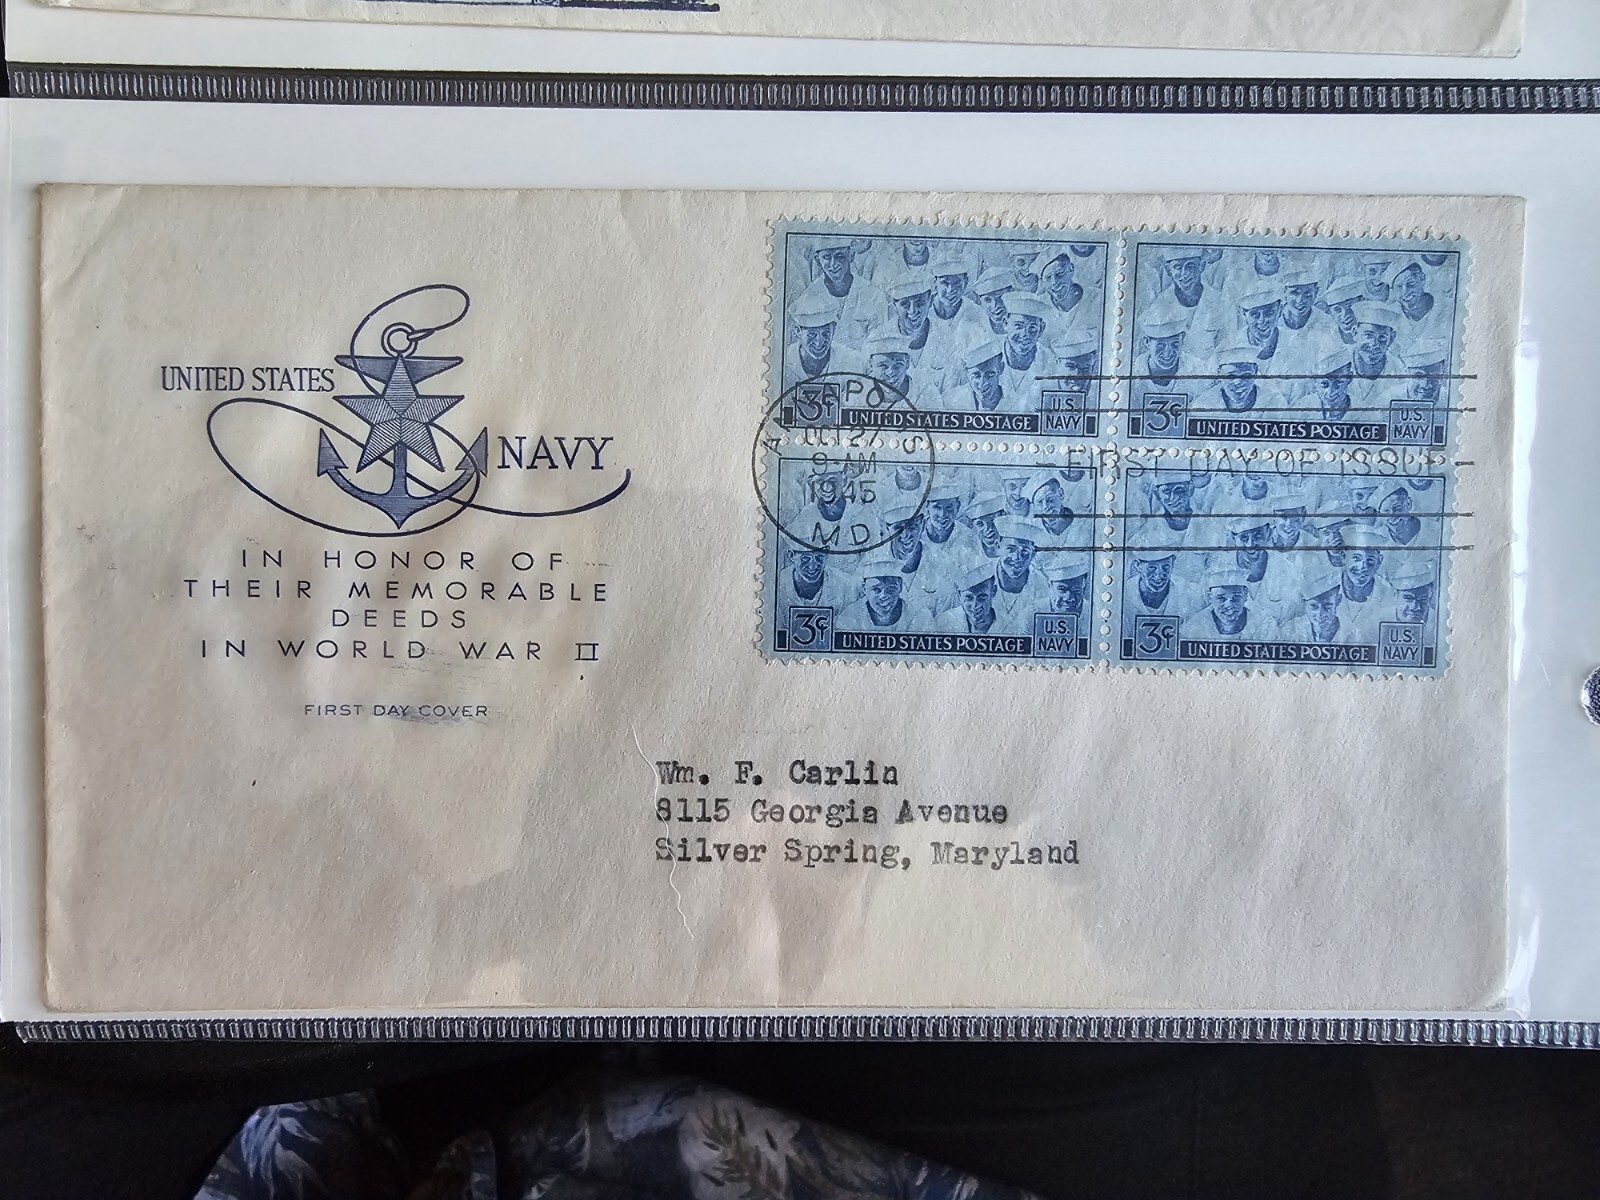 UNITED STATES
NAVY
IN HONOR OF
THEIR MEMORABLE
DEEDS
IN WORLD WAR II
FIRST DAY COVER
3¢ UNITED STATES POSTAGE U.S. NAVY
3¢ UNITED STATES POSTAGE U.S. NAVY
OCT 27
9-AM
1945
MD.
FIRST DAY OF ISSUE
3¢ UNITED STATES POSTAGE U.S. NAVY
3¢ UNITED STATES POSTAGE U.S. NAVY
Wm. F. Carlin
8115 Georgia Avenue
Silver Spring, Maryland